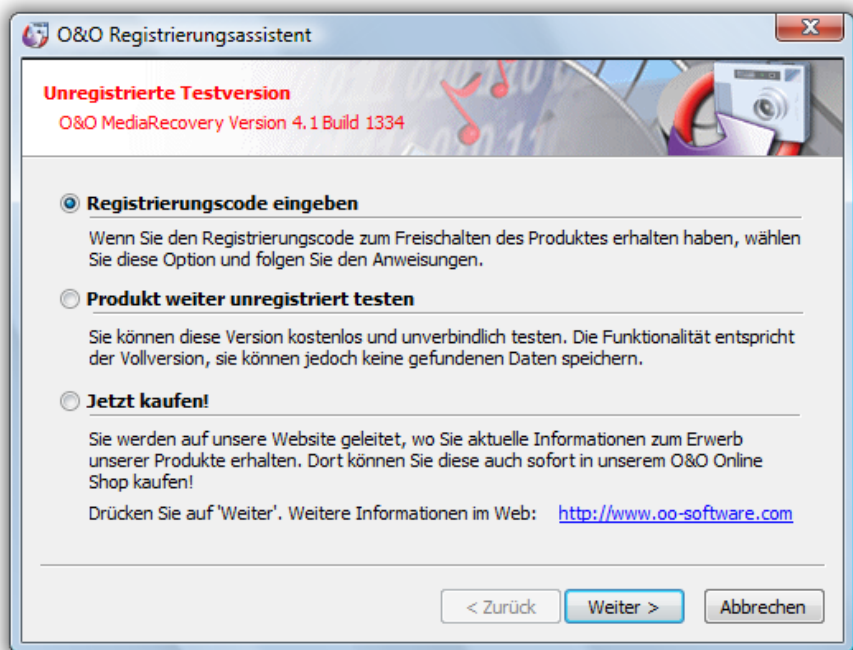 O&O Registrierungsassistent
Unregistrierte Testversion
O&O MediaRecovery Version 4.1 Build 1334
Registrierungscode eingeben
Wenn Sie den Registrierungscode zum Freischalten des Produktes erhalten haben, wählen
Sie diese Option und folgen Sie den Anweisungen.
Produkt weiter unregistriert testen
Sie können diese Version kostenlos und unverbindlich testen. Die Funktionalität entspricht
der Vollversion, sie können jedoch keine gefundenen Daten speichern.
Jetzt kaufen!
Sie werden auf unsere Website geleitet, wo Sie aktuelle Informationen zum Erwerb
unserer Produkte erhalten. Dort können Sie diese auch sofort in unserem O&O Online
Shop kaufen!
Drücken Sie auf 'Weiter'. Weitere Informationen im Web: http://www.oo-software.com
< Zurück Weiter > Abbrechen